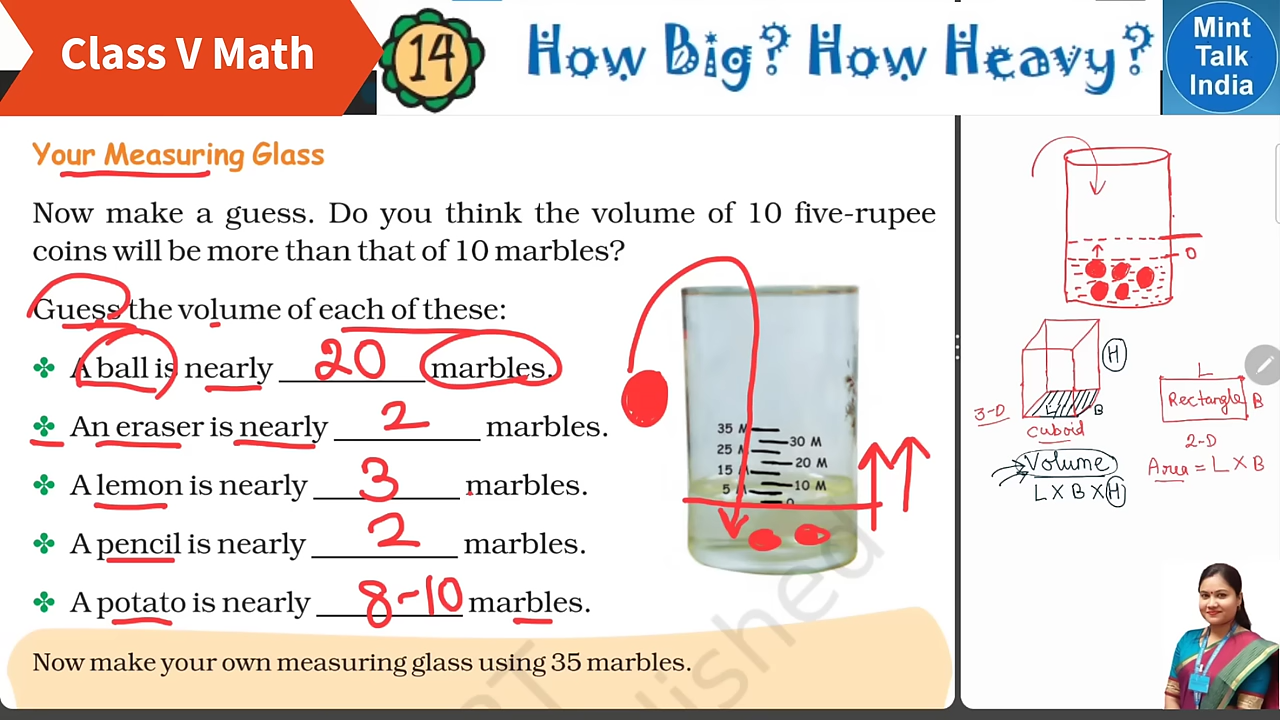 Class V Math
14
How Big? How Heavy?
Mint
Talk
India
Your Measuring Glass
Now make a guess. Do you think the volume of 10 five-rupee
coins will be more than that of 10 marbles?
Guess the volume of each of these:
A ball is nearly 20 marbles.
An eraser is nearly 2 marbles.
A lemon is nearly 3 marbles.
A pencil is nearly 2 marbles.
A potato is nearly 8-10 marbles.
Now make your own measuring glass using 35 marbles.
35 M
30 M
25 M
20 M
15 M
10 M
5 M
0
0
H
L
B
3-D
cuboid
Volume
L X B X H
L
Rectangle B
2-D
Area = L X B